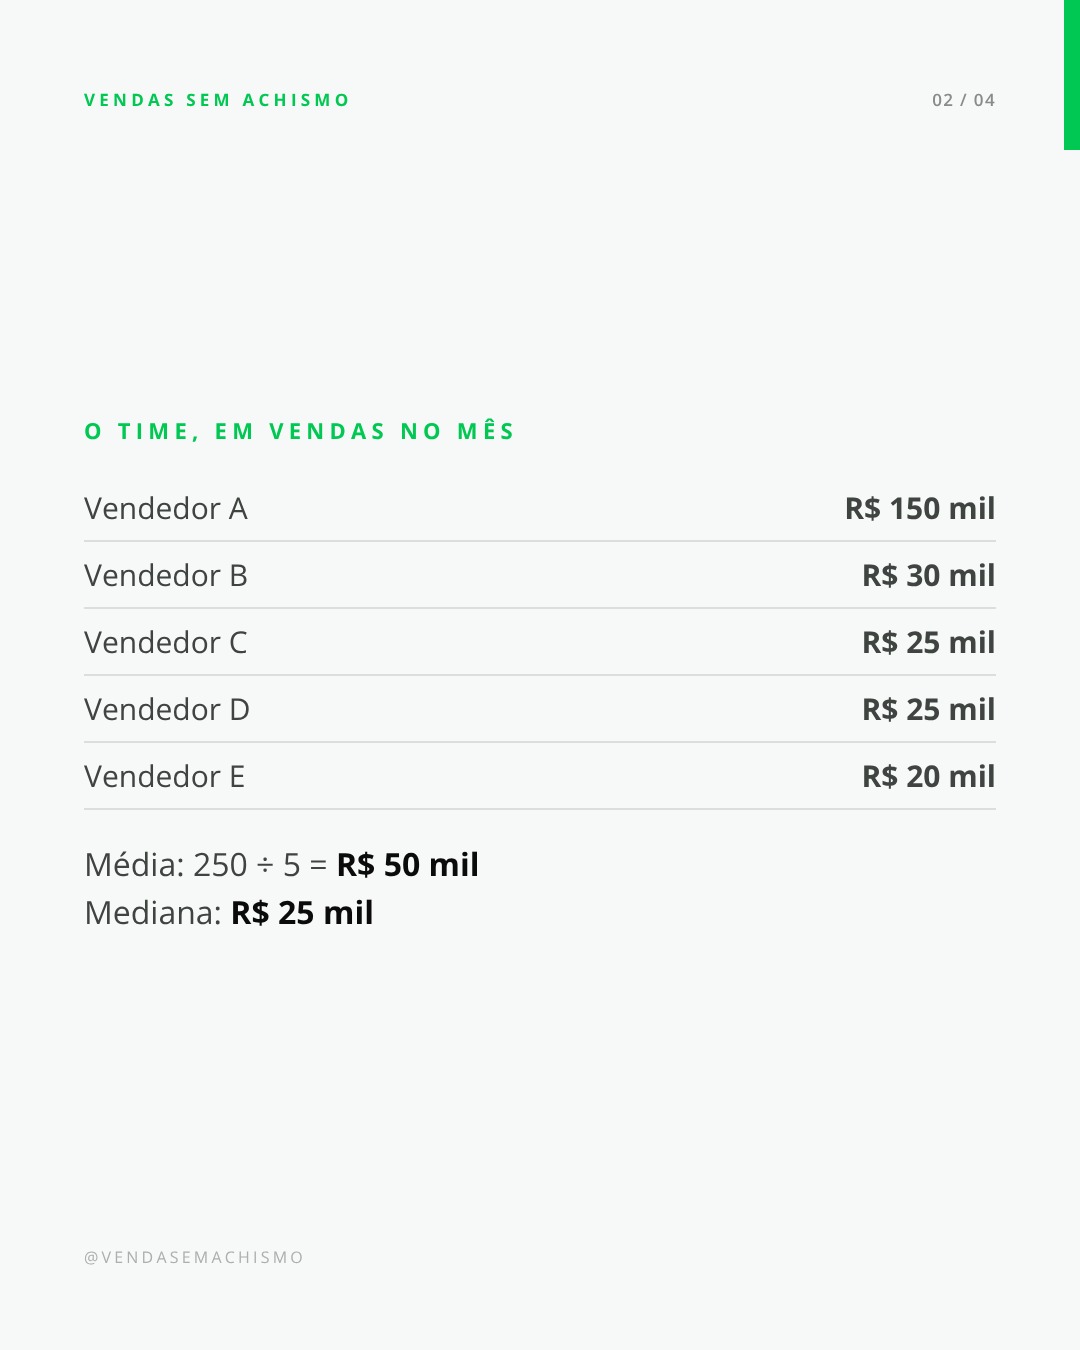 VENDAS SEM ACHISMO
02 / 04
O TIME, EM VENDAS NO MÊS
Vendedor A R$ 150 mil
Vendedor B R$ 30 mil
Vendedor C R$ 25 mil
Vendedor D R$ 25 mil
Vendedor E R$ 20 mil
Média: 250 ÷ 5 = R$ 50 mil
Mediana: R$ 25 mil
@VENDASEMACHISMO